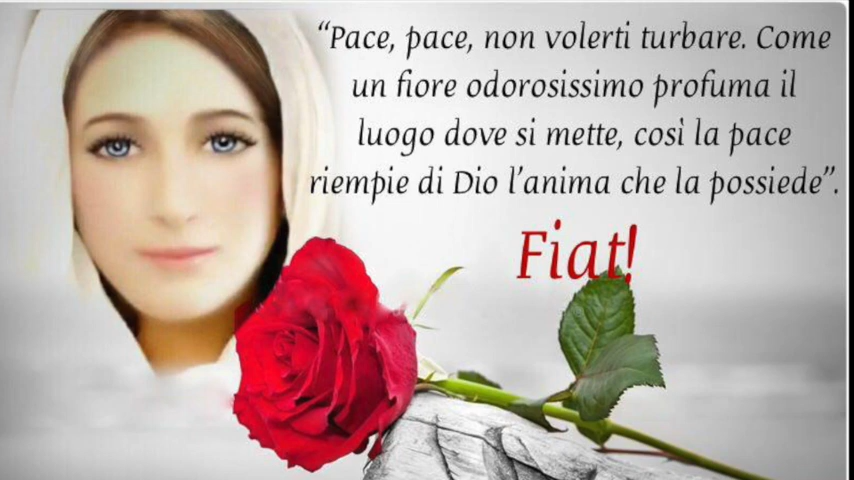 “Pace, pace, non volerti turbare. Come
un fiore odorosissimo profuma il
luogo dove si mette, così la pace
riempie di Dio l’anima che la possiede”.
Fiat!